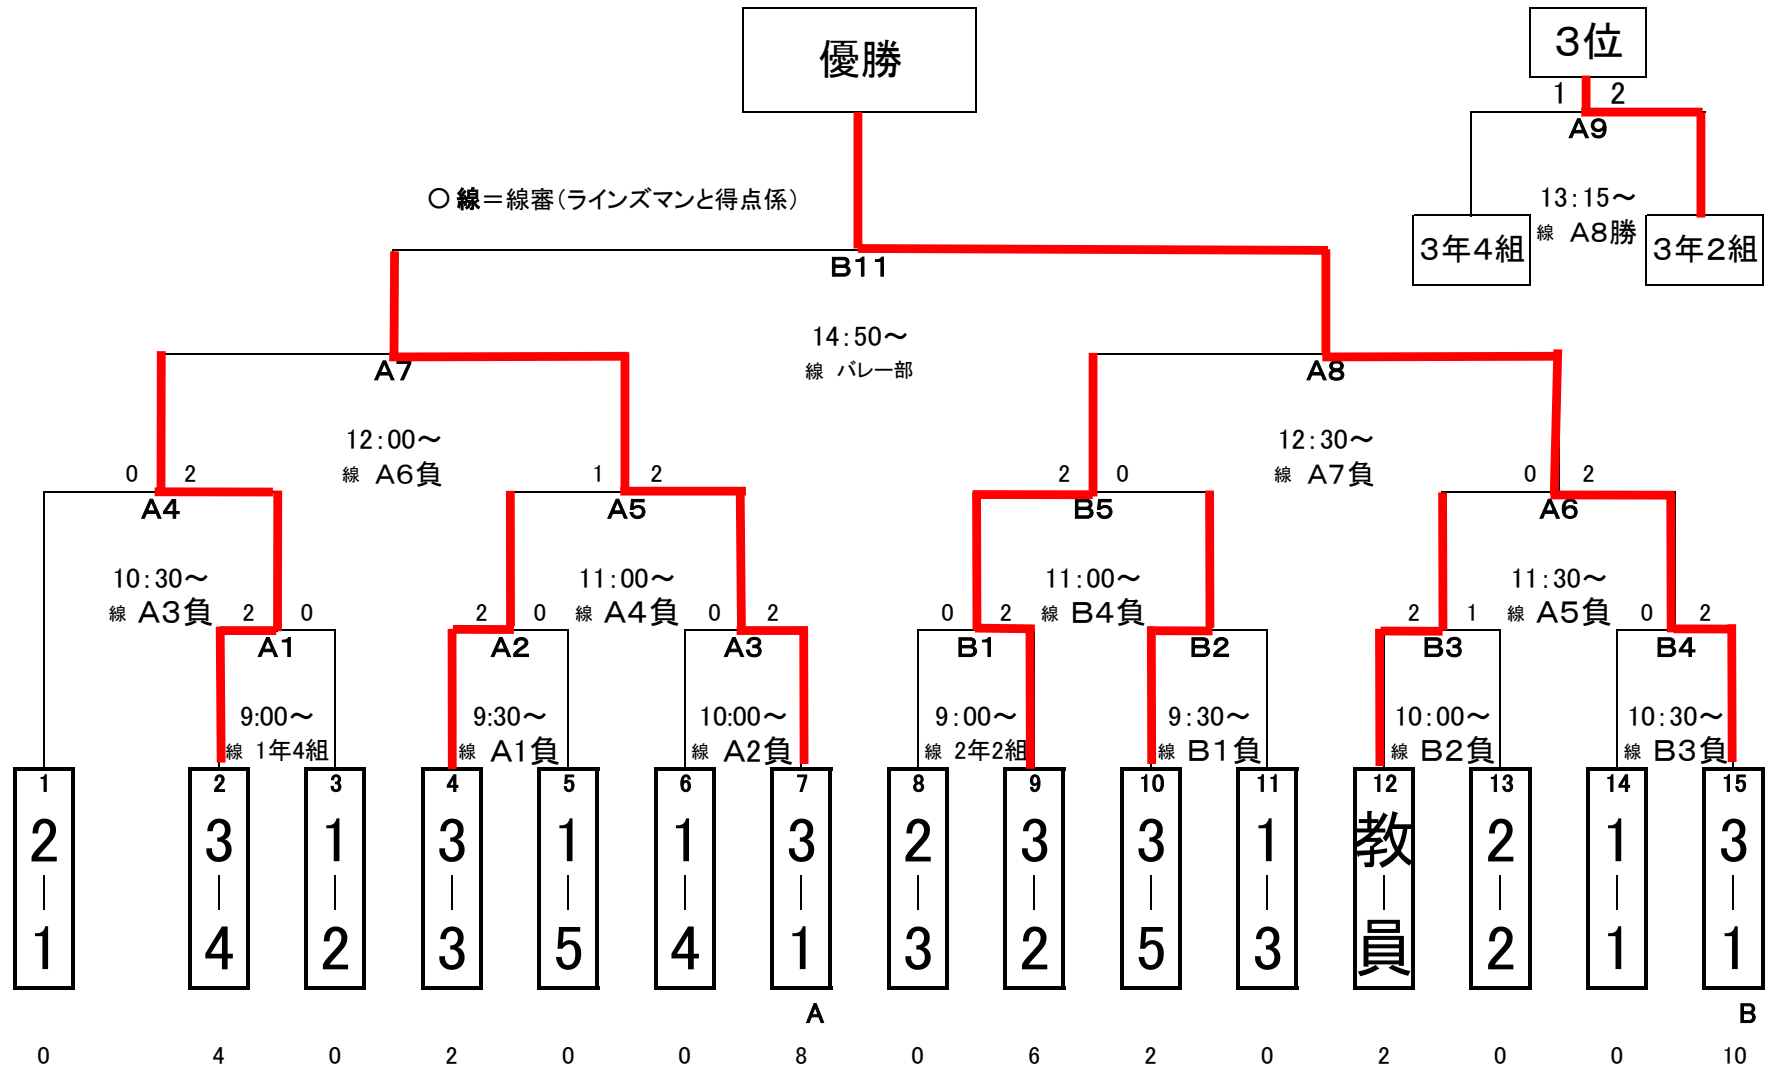 優勝
3位
1 2
A9
13:15～
線 A8勝
3年4組
3年2組
○線＝線審(ラインズマンと得点係)
B11
14:50～
線 バレー部
A7
12:00～
線 A6負
A8
12:30～
線 A7負
0 2
A4
10:30～
線 A3負
1 2
A5
11:00～
線 A4負
2 0
B5
11:00～
線 B4負
0 2
A6
11:30～
線 A5負
2 0
A1
9:00～
線 1年4組
2 0
A2
9:30～
線 A1負
0 2
A3
10:00～
線 A2負
0 2
B1
9:00～
線 2年2組
B2
9:30～
線 B1負
2 1
B3
10:00～
線 B2負
0 2
B4
10:30～
線 B3負
1 2 3 4 5 6 7 8 9 10 11 12 13 14 15
2 3 1 3 1 1 3 2 3 3 1 教 2 1 3
| | | | | | | | | | | | | | |
1 4 2 3 5 4 1 3 2 5 3 員 2 1 1
A B
0 4 0 2 0 0 8 0 6 2 0 2 0 0 10